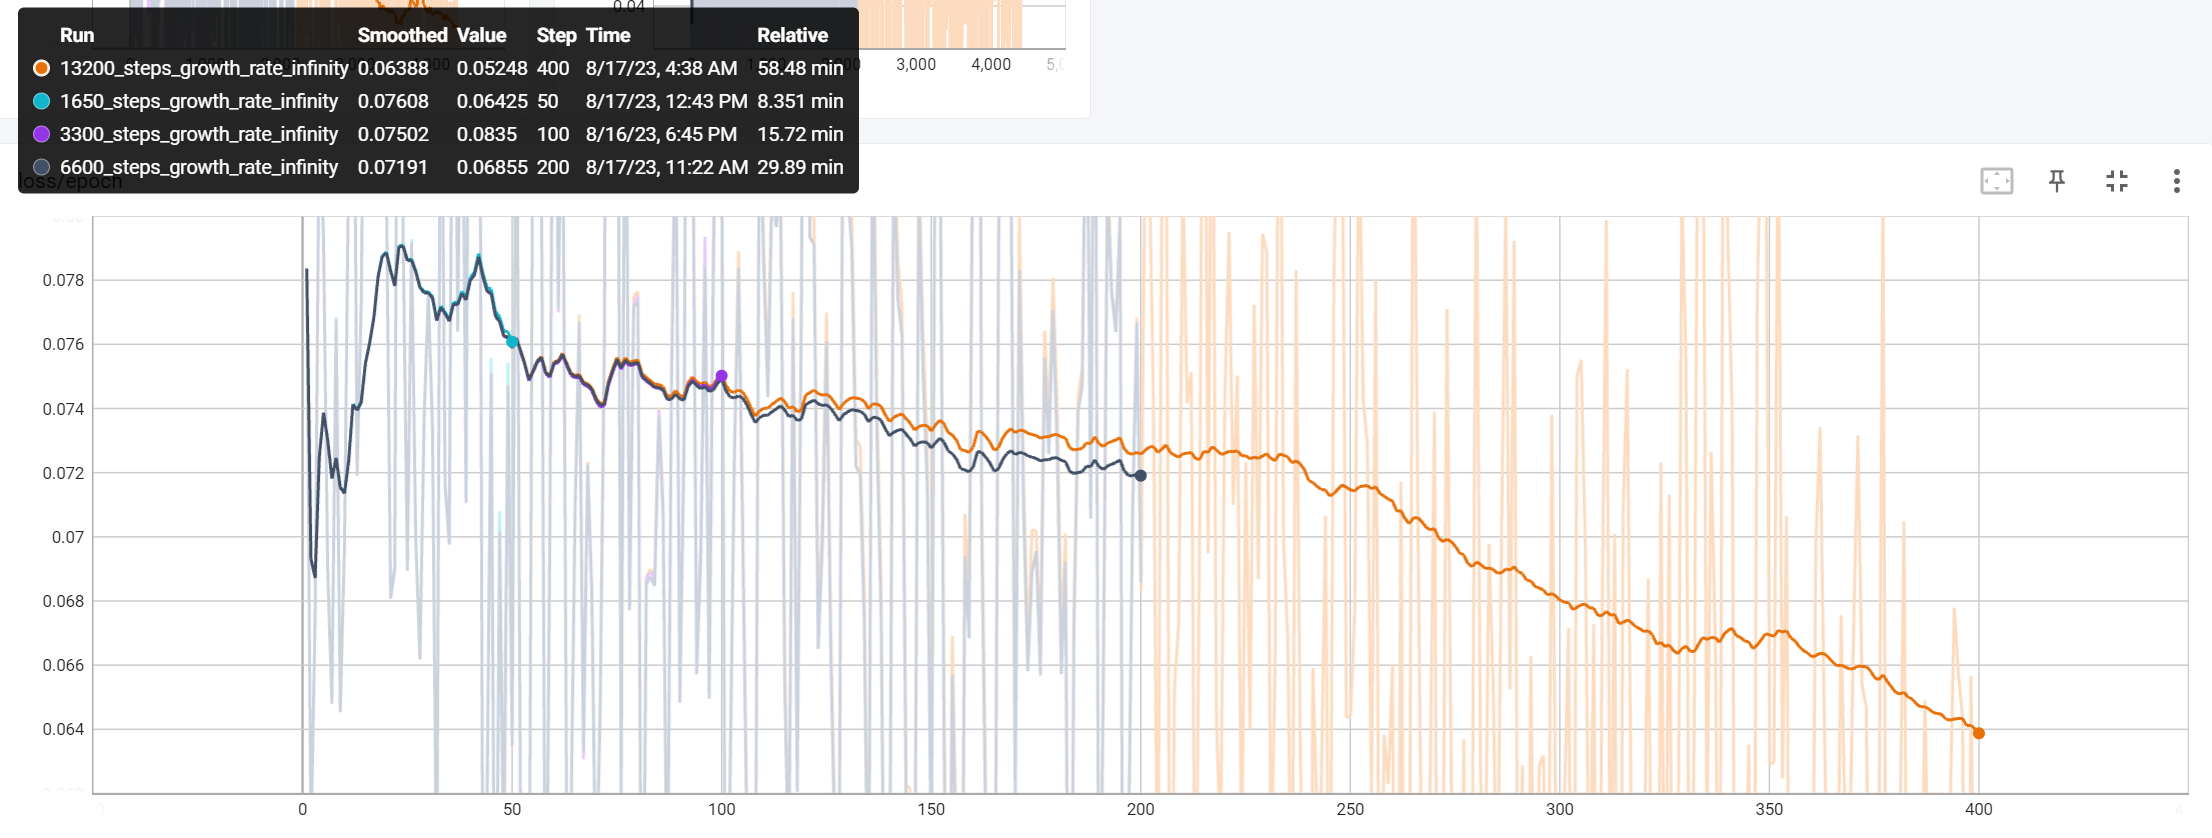 0.04
Run Smoothed Value Step Time Relative
13200_steps_growth_rate_infinity 0.06388 0.05248 400 8/17/23, 4:38 AM 58.48 min
1650_steps_growth_rate_infinity 0.07608 0.06425 50 8/17/23, 12:43 PM 8.351 min
3300_steps_growth_rate_infinity 0.07502 0.0835 100 8/16/23, 6:45 PM 15.72 min
6600_steps_growth_rate_infinity 0.07191 0.06855 200 8/17/23, 11:22 AM 29.89 min
3,000 4,000
loss/epoch
0.078
0.076
0.074
0.072
0.07
0.068
0.066
0.064
0 50 100 150 200 250 300 350 400